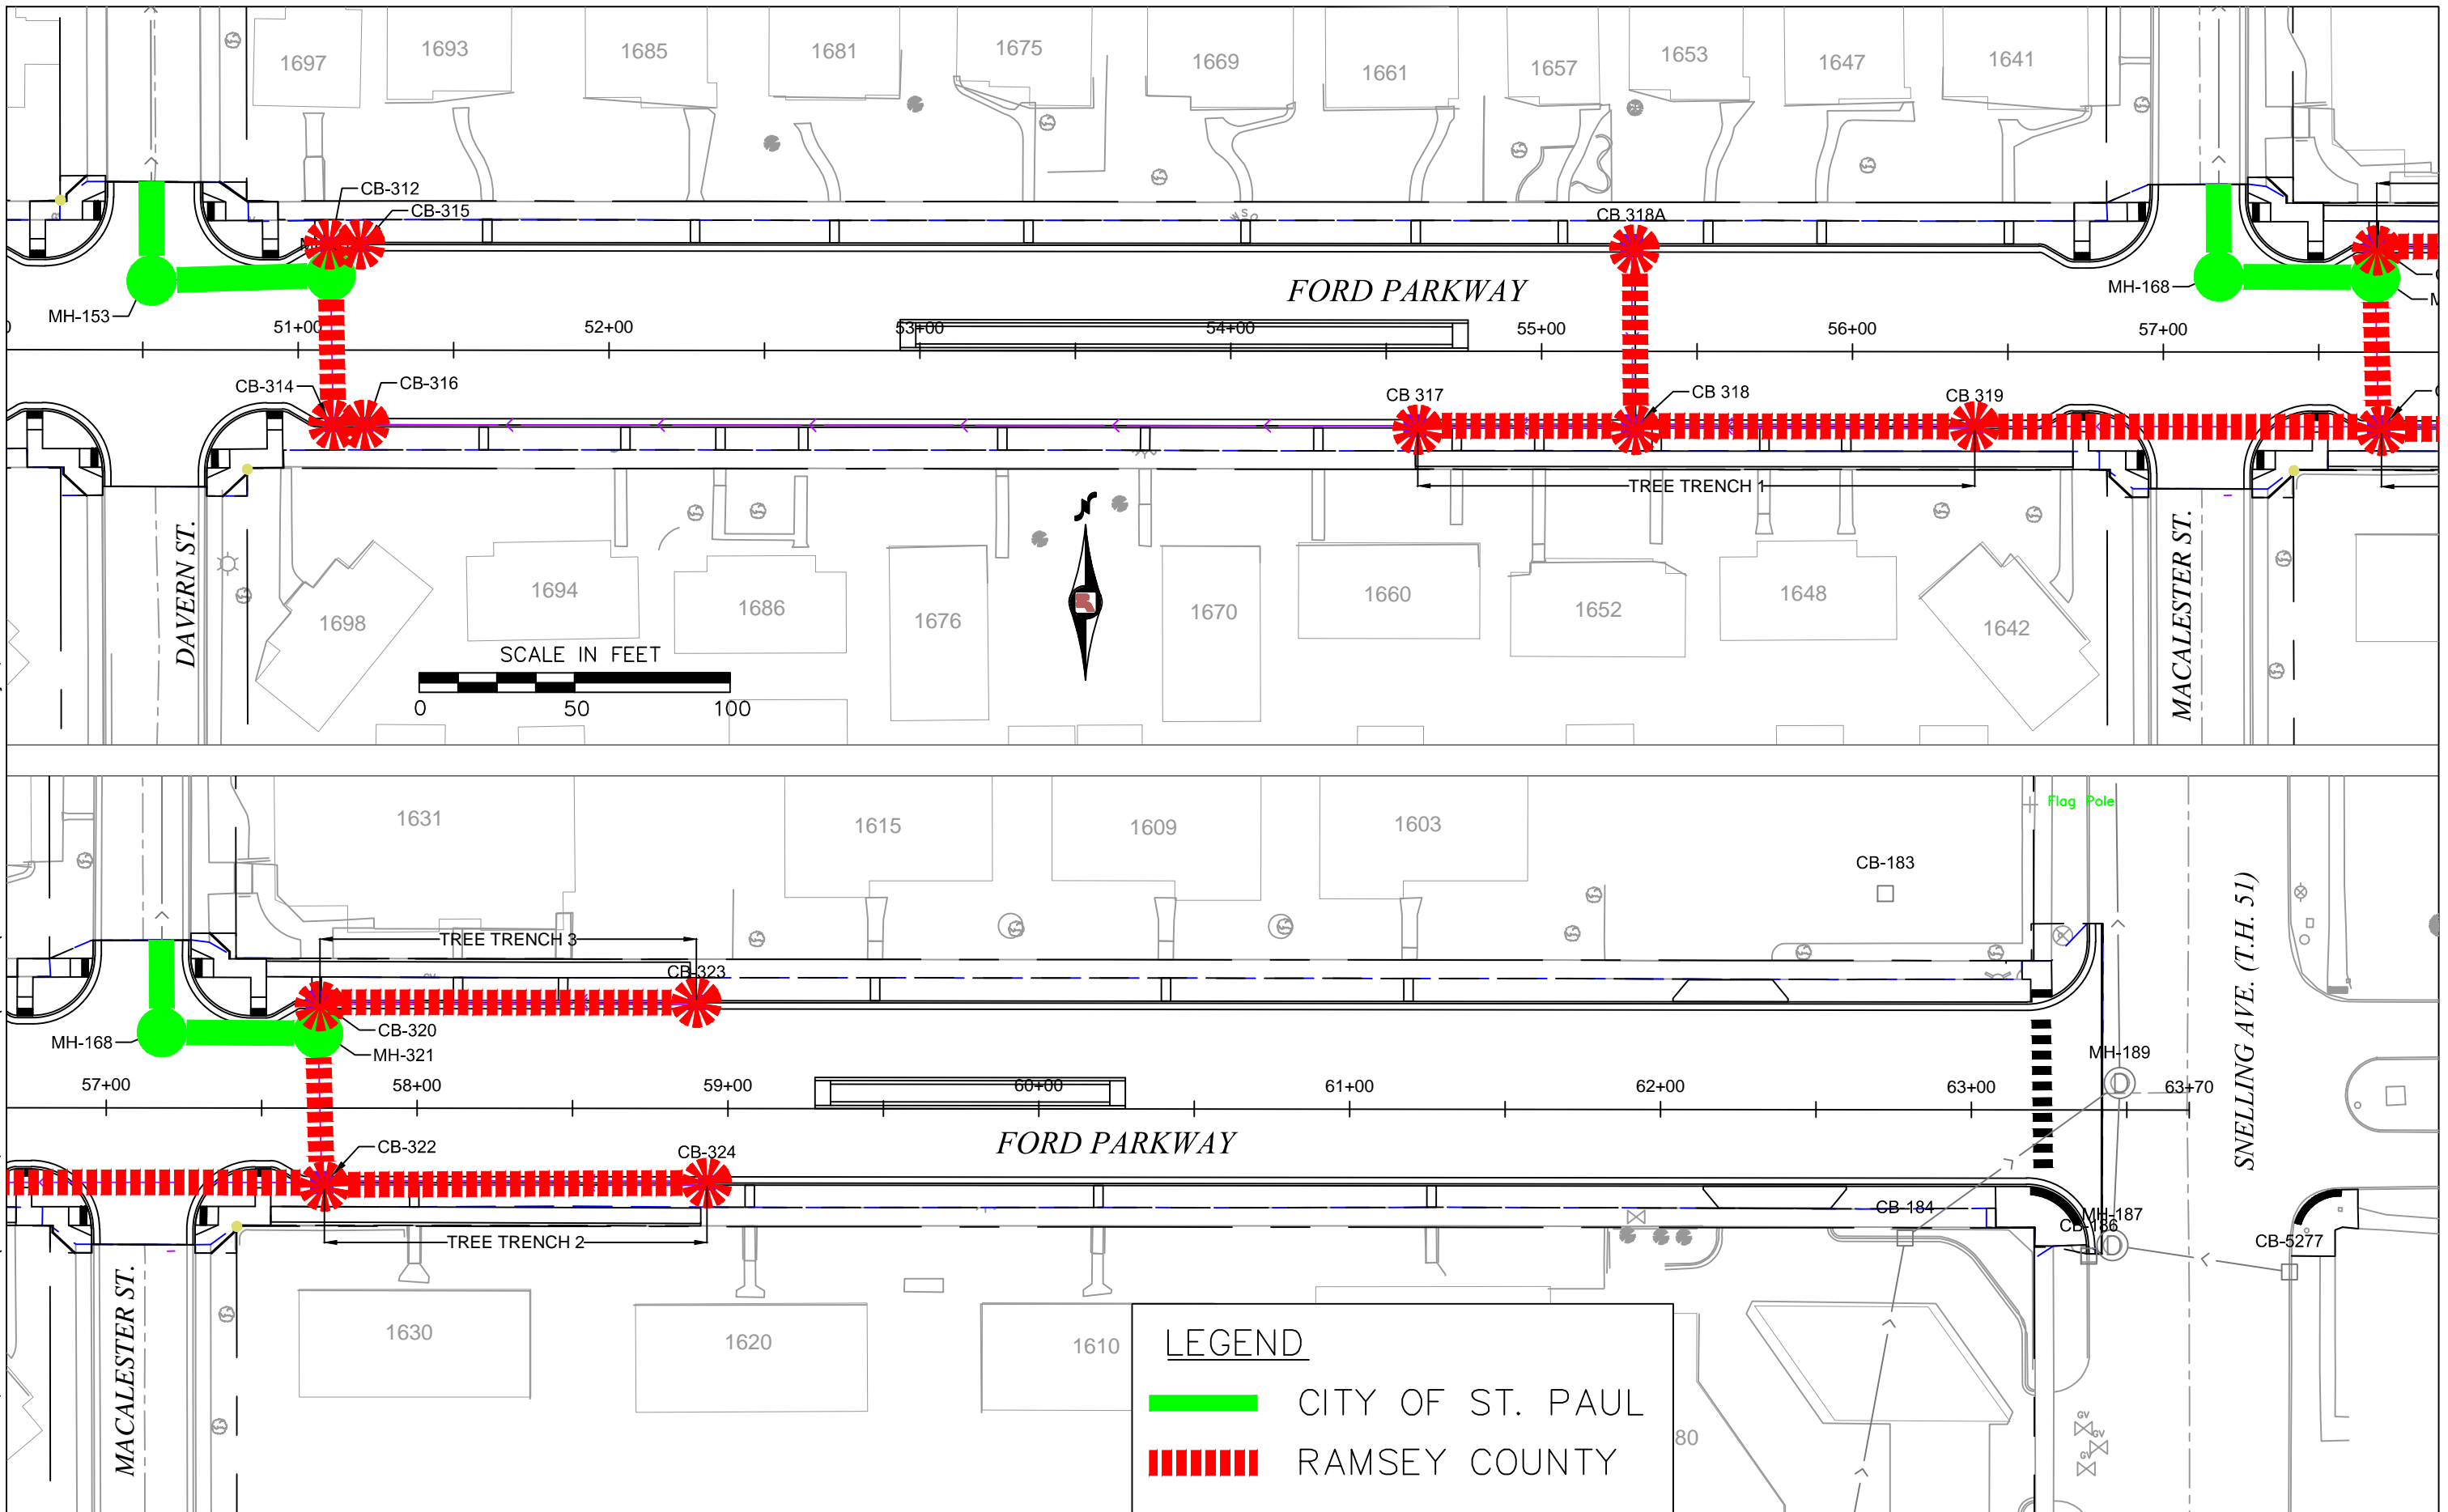 1697
1693
1685
1681
1675
1669
1661
1657
1653
1647
1641
CB-312
CB-315
CB 318A
MH-153
MH-168
FORD PARKWAY
51+00
52+00
53+00
54+00
55+00
56+00
57+00
CB-314
CB-316
CB 317
CB 318
CB 319
TREE TRENCH 1
DAVERN ST.
MACALESTER ST.
N
1698
1694
1686
1676
1670
1660
1652
1648
1642
SCALE IN FEET
0
50
100
1631
1615
1609
1603
Flag Pole
CB-183
SNELLING AVE. (T.H. 51)
TREE TRENCH 3
CB-323
CB-320
MH-168
MH-321
MH-189
D
57+00
58+00
59+00
60+00
61+00
62+00
63+00
63+70
FORD PARKWAY
CB-322
CB-324
TREE TRENCH 2
CB-184
MH-187
CB-186
D
CB-5277
MACALESTER ST.
1630
1620
1610
80
GV
GV
GV
LEGEND
CITY OF ST. PAUL
RAMSEY COUNTY